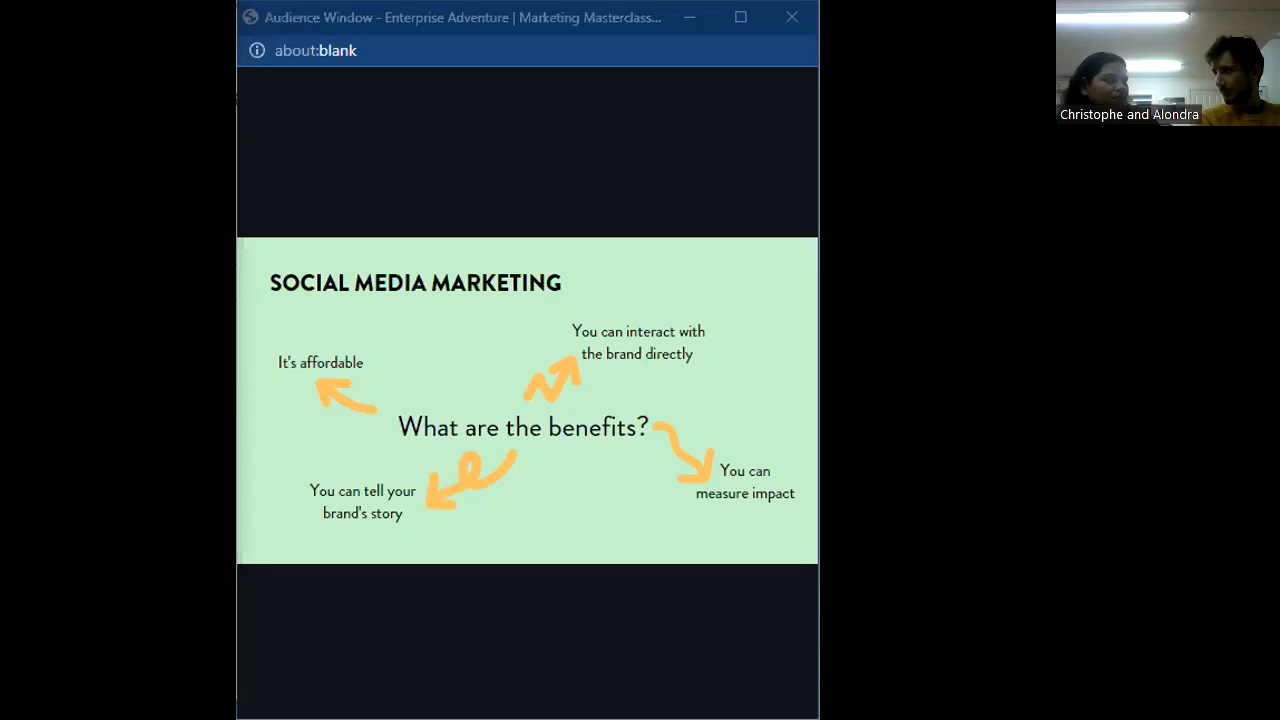 Audience Window - Enterprise Adventure | Marketing Masterclass...
about:blank
Christophe and Alondra
SOCIAL MEDIA MARKETING
You can interact with
the brand directly
It's affordable
What are the benefits?
You can
measure impact
You can tell your
brand's story